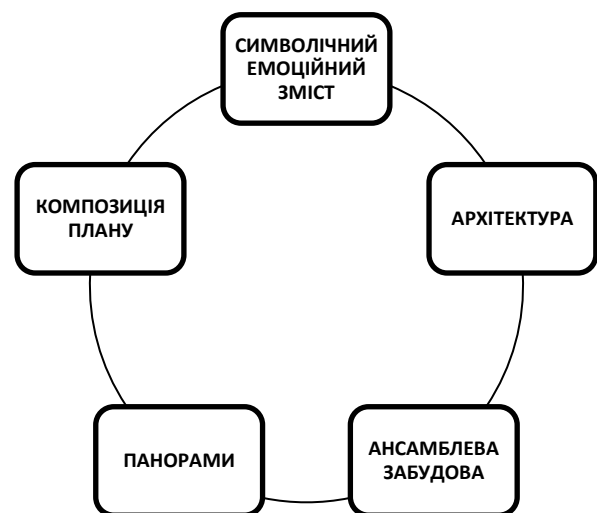 СИМВОЛІЧНИЙ
ЕМОЦІЙНИЙ
ЗМІСТ
КОМПОЗИЦІЯ
ПЛАНУ
АРХІТЕКТУРА
ПАНОРАМИ
АНСАМБЛЕВА
ЗАБУДОВА